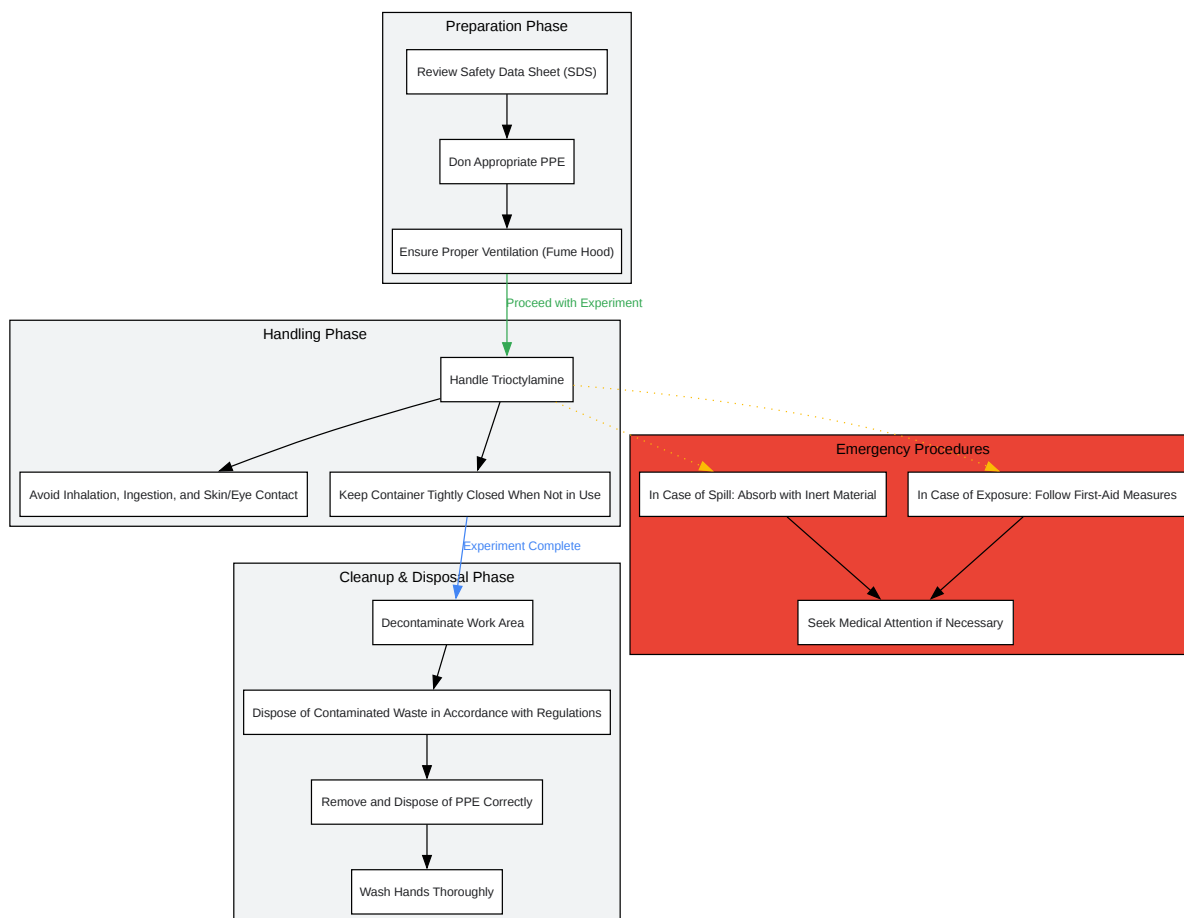 Preparation Phase
Review Safety Data Sheet (SDS)
Don Appropriate PPE
Ensure Proper Ventilation (Fume Hood)
Proceed with Experiment
Handling Phase
Handle Trioctylamine
Avoid Inhalation, Ingestion, and Skin/Eye Contact
Keep Container Tightly Closed When Not in Use
Emergency Procedures
In Case of Spill: Absorb with Inert Material
In Case of Exposure: Follow First-Aid Measures
Seek Medical Attention if Necessary
Experiment Complete
Cleanup & Disposal Phase
Decontaminate Work Area
Dispose of Contaminated Waste in Accordance with Regulations
Remove and Dispose of PPE Correctly
Wash Hands Thoroughly